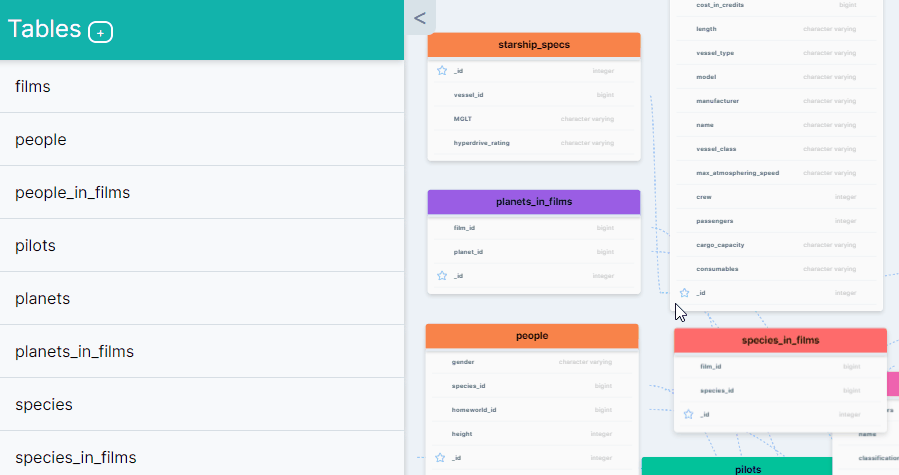 Tables +
films
people
people_in_films
pilots
planets
planets_in_films
species
species_in_films
<
starship_specs
_id integer
vessel_id bigint
MGLT character varying
hyperdrive_rating character varying
planets_in_films
film_id bigint
planet_id bigint
_id integer
people
gender character varying
species_id bigint
homeworld_id bigint
height integer
_id integer
cost_in_credits bigint
length character varying
vessel_type character varying
model character varying
manufacturer character varying
name character varying
vessel_class character varying
max_atmosphering_speed character varying
crew integer
passengers integer
cargo_capacity character varying
consumables character varying
_id integer
species_in_films
film_id bigint
species_id bigint
_id integer
name
classification
pilots